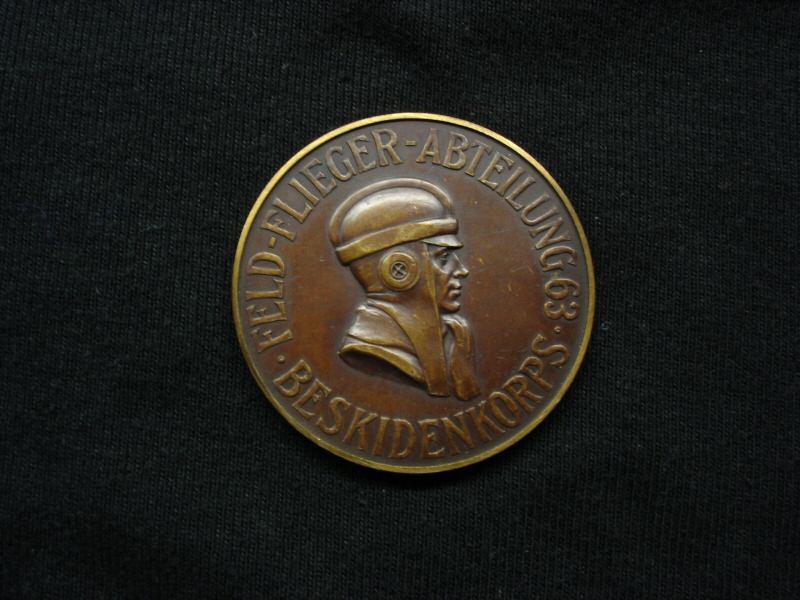 FELD-FLIEGER-ABTEILUNG 63
· BESKIDENKORPS ·